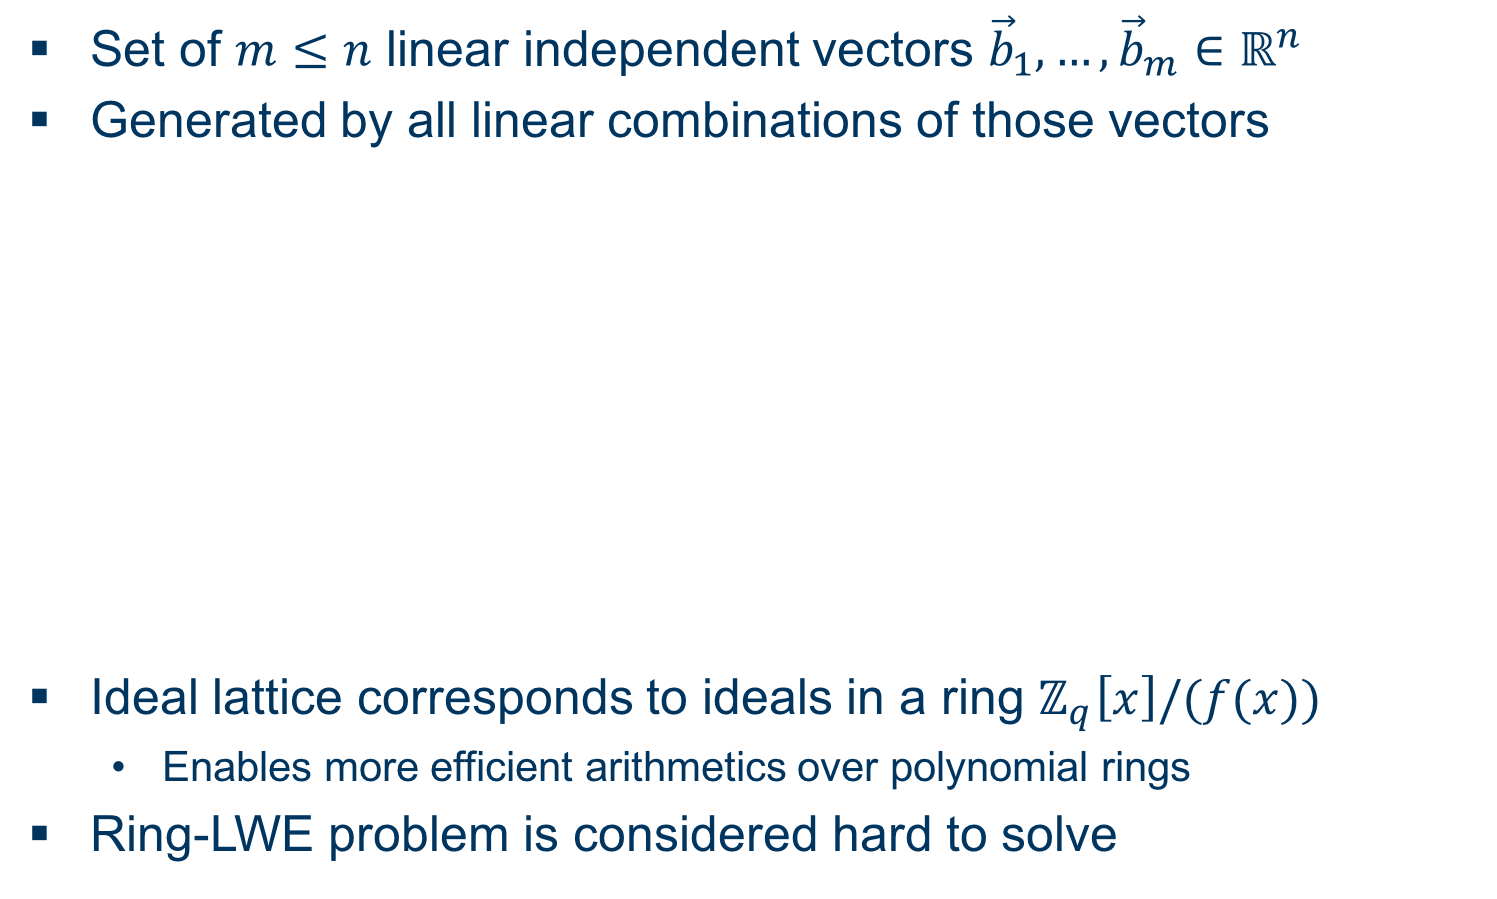 ▪ Set of 𝑚 ≤ 𝑛 linear independent vectors b⃗₁, … , b⃗ₘ ∈ ℝⁿ
▪ Generated by all linear combinations of those vectors
▪ Ideal lattice corresponds to ideals in a ring ℤ_q[x]/(f(x))
• Enables more efficient arithmetics over polynomial rings
▪ Ring-LWE problem is considered hard to solve